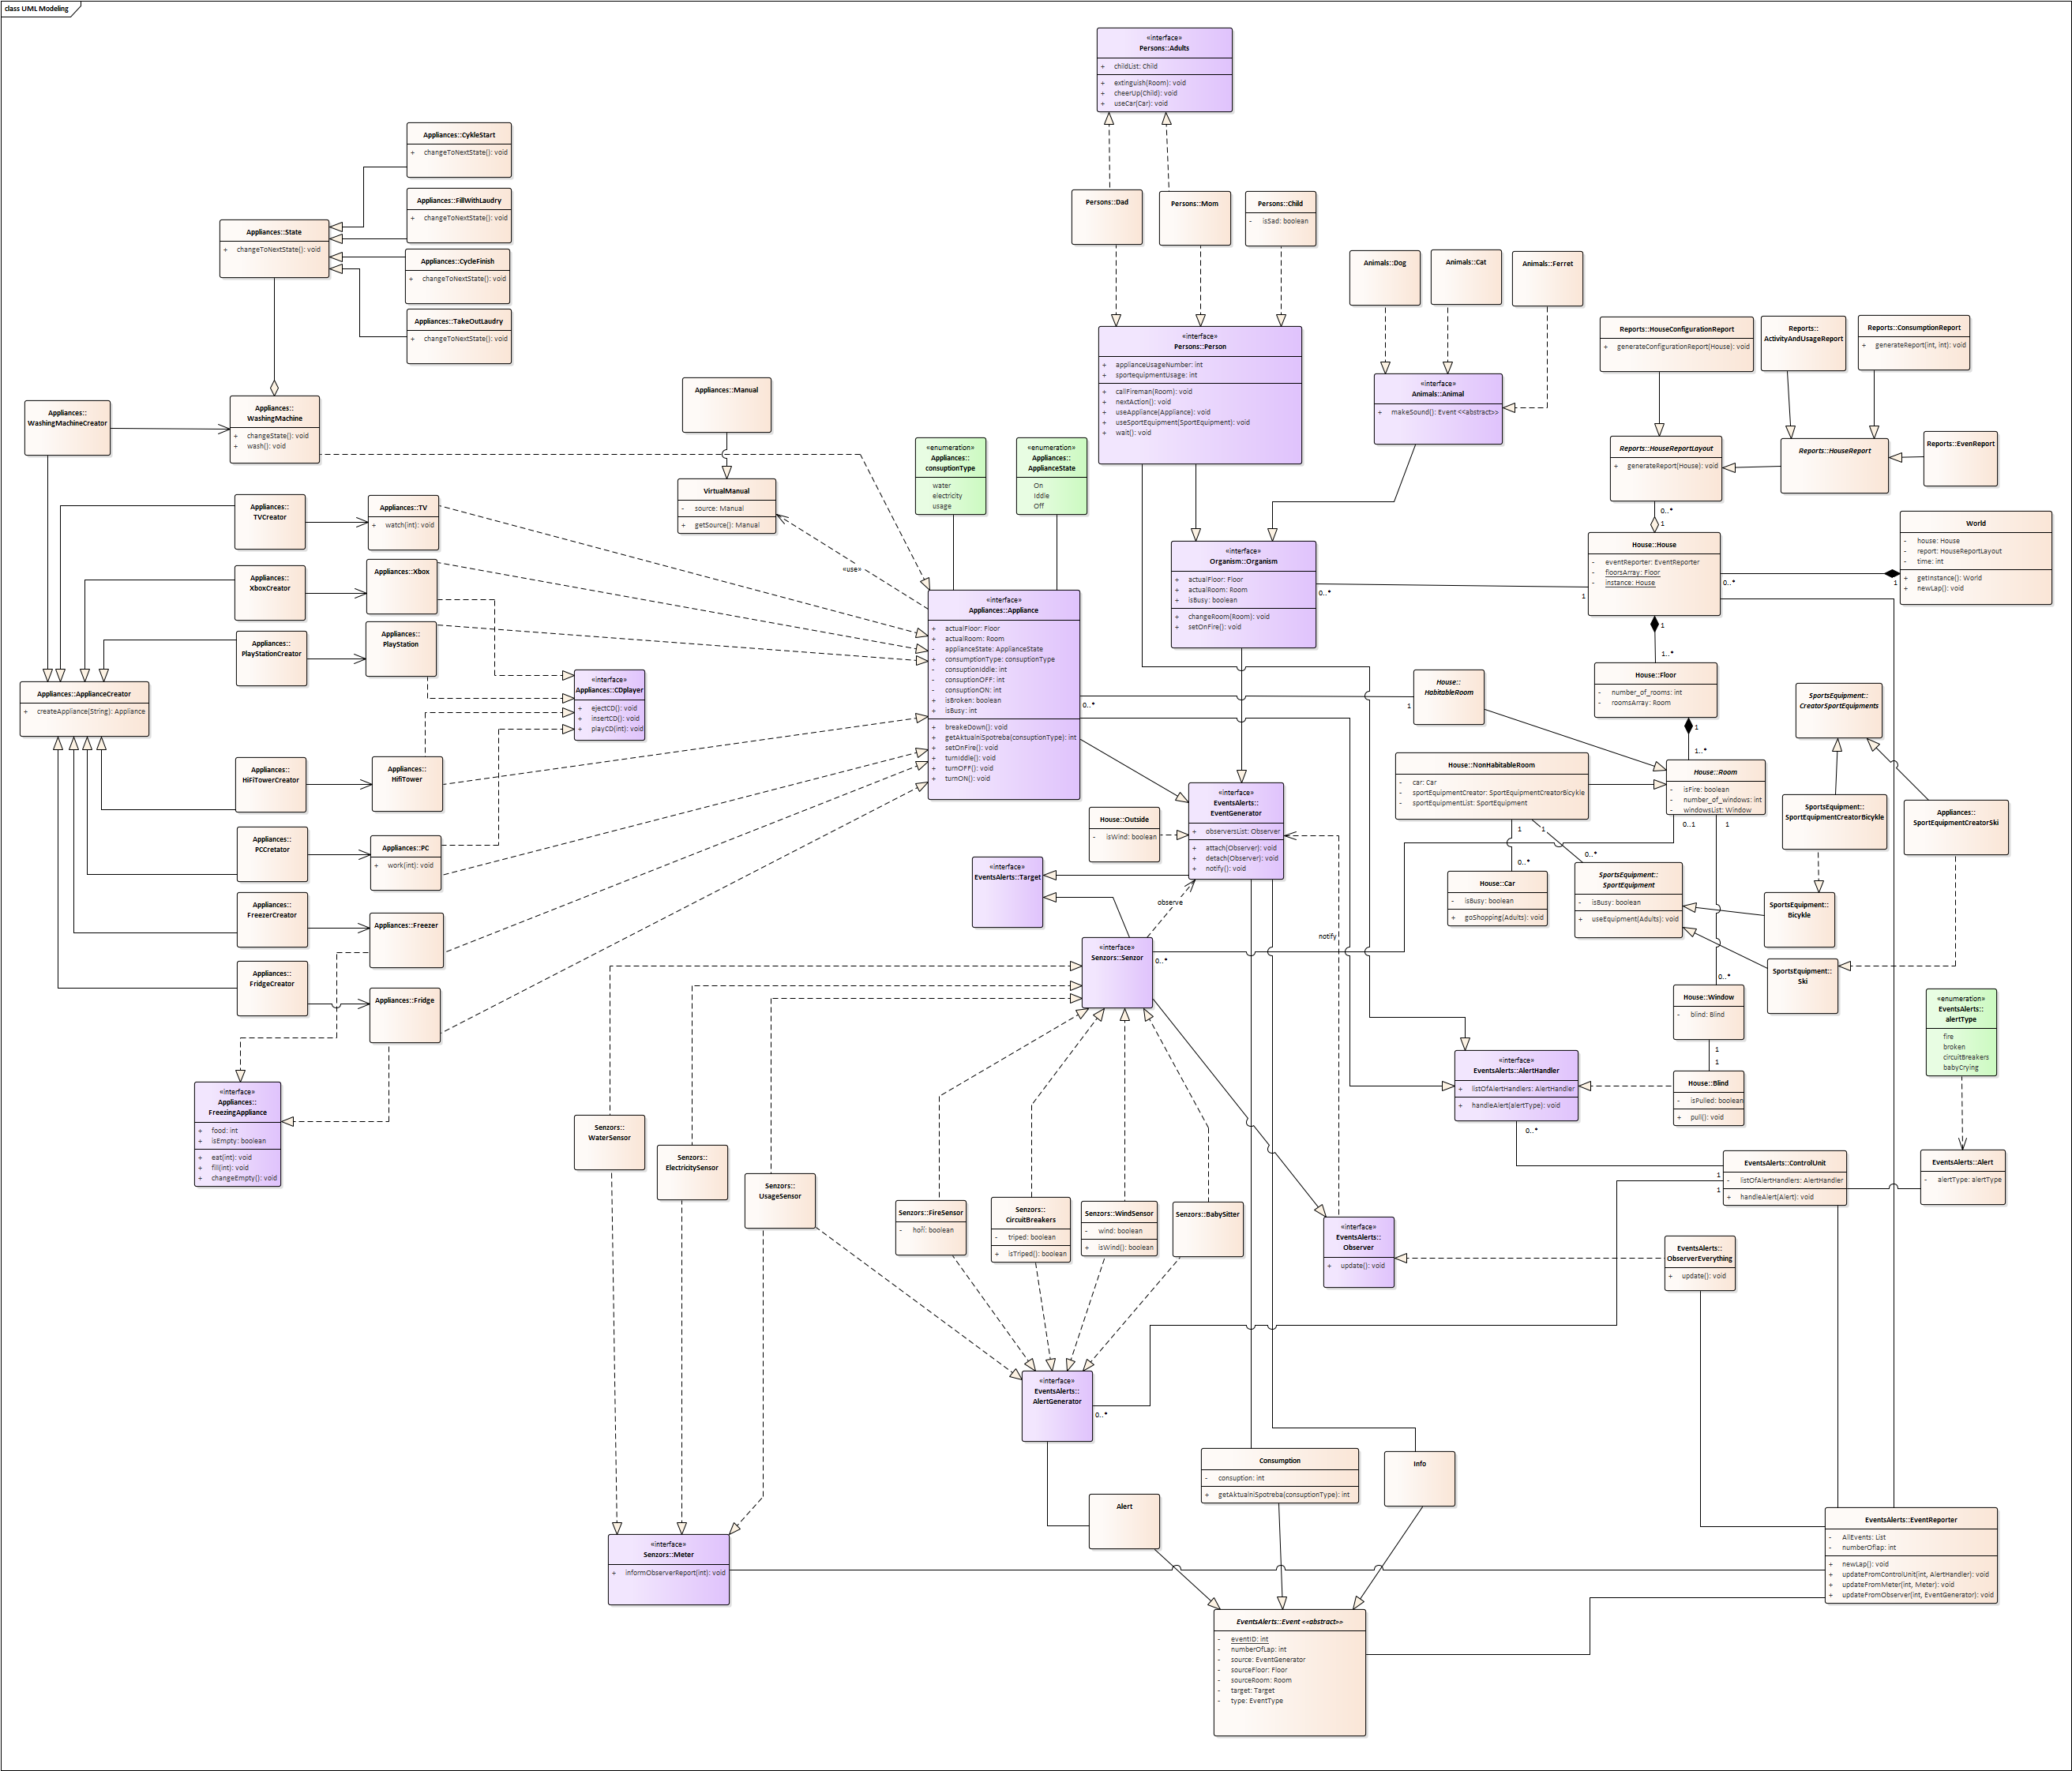 class UML Modeling
«interface»
Persons::Adults
+ childList: Child
+ extinguish(Room): void
+ cheerUp(Child): void
+ useCar(Car): void
Appliances::CykleStart
+ changeToNextState(): void
Appliances::FillWithLaudry
+ changeToNextState(): void
Appliances::State
+ changeToNextState(): void
Appliances::CycleFinish
+ changeToNextState(): void
Appliances::TakeOutLaudry
+ changeToNextState(): void
Persons::Dad
Persons::Mom
Persons::Child
- isSad: boolean
Animals::Dog
Animals::Cat
Animals::Ferret
«interface»
Persons::Person
+ applianceUsageNumber: int
+ sportequipmentUsage: int
+ callFireman(Room): void
+ nextAction(): void
+ useAppliance(Appliance): void
+ useSportEquipment(SportEquipment): void
+ wait(): void
«interface»
Animals::Animal
+ makeSound(): Event <<abstract>>
Reports::HouseConfigurationReport
+ generateConfigurationReport(House): void
Reports::
ActivityAndUsageReport
Reports::ConsumptionReport
+ generateReport(int, int): void
Reports::HouseReportLayout
+ generateReport(House): void
Reports::HouseReport
Reports::EvenReport
0..*
1
Appliances::
WashingMachineCreator
Appliances::
WashingMachine
+ changeState(): void
+ wash(): void
Appliances::Manual
VirtualManual
- source: Manual
+ getSource(): Manual
«use»
«enumeration»
Appliances::
consuptionType
water
electricity
usage
«enumeration»
Appliances::
ApplianceState
On
Iddle
Off
Appliances::
TVCreator
Appliances::TV
+ watch(int): void
Appliances::
XboxCreator
Appliances::Xbox
Appliances::
PlayStationCreator
Appliances::
PlayStation
Appliances::ApplianceCreator
+ createAppliance(String): Appliance
«interface»
Appliances::CDplayer
+ ejectCD(): void
+ insertCD(): void
+ playCD(int): void
«interface»
Appliances::Appliance
+ actualFloor: Floor
+ actualRoom: Room
- applianceState: ApplianceState
+ consumptionType: consuptionType
- consuptionIddle: int
- consuptionOFF: int
- consuptionON: int
+ isBroken: boolean
+ isBusy: int
+ breakeDown(): void
+ getAktualniSpotreba(consuptionType): int
+ setOnFire(): void
+ turnIddle(): void
+ turnOFF(): void
+ turnON(): void
0..*
1
«interface»
Organism::Organism
+ actualFloor: Floor
+ actualRoom: Room
+ isBusy: boolean
+ changeRoom(Room): void
+ setOnFire(): void
0..*
1
House::House
- eventReporter: EventReporter
- floorsArray: Floor
- instance: House
0..*
1
World
- house: House
- report: HouseReportLayout
- time: int
+ getInstance(): World
+ newLap(): void
1
1..*
House::Floor
- number_of_rooms: int
- roomsArray: Room
1
1..*
House::
HabitableRoom
House::NonHabitableRoom
- car: Car
- sportEquipmentCreator: SportEquipmentCreatorBicykle
- sportEquipmentList: SportEquipment
House::Room
- isFire: boolean
- number_of_windows: int
- windowsList: Window
0..1
1
SportsEquipment::
CreatorSportEquipments
SportsEquipment::
SportEquipmentCreatorBicykle
Appliances::
SportEquipmentCreatorSki
1
1
0..*
0..*
House::Car
- isBusy: boolean
+ goShopping(Adults): void
SportsEquipment::
SportEquipment
- isBusy: boolean
+ useEquipment(Adults): void
SportsEquipment::
Bicykle
SportsEquipment::
Ski
0..*
House::Window
- blind: Blind
1
1
House::Blind
- isPulled: boolean
+ pull(): void
Appliances::
HiFiTowerCreator
Appliances::
HifiTower
Appliances::
PCCretator
Appliances::PC
+ work(int): void
Appliances::
FreezerCreator
Appliances::Freezer
Appliances::
FridgeCreator
Appliances::Fridge
«interface»
Appliances::
FreezingAppliance
+ food: int
+ isEmpty: boolean
+ eat(int): void
+ fill(int): void
+ changeEmpty(): void
House::Outside
- isWind: boolean
«interface»
EventsAlerts::
EventGenerator
+ observersList: Observer
+ attach(Observer): void
+ detach(Observer): void
+ notify(): void
«interface»
EventsAlerts::Target
observe
notify
«interface»
Senzors::Senzor
0..*
«interface»
EventsAlerts::AlertHandler
+ listOfAlertHandlers: AlertHandler
+ handleAlert(alertType): void
0..*
«enumeration»
EventsAlerts::
alertType
fire
broken
circuitBreakers
babyCrying
EventsAlerts::ControlUnit
- listOfAlertHandlers: AlertHandler
+ handleAlert(Alert): void
1
1
EventsAlerts::Alert
- alertType: alertType
Senzors::
WaterSensor
Senzors::
ElectricitySensor
Senzors::
UsageSensor
Senzors::FireSensor
- hoří: boolean
Senzors::
CircuitBreakers
- triped: boolean
+ isTriped(): boolean
Senzors::WindSensor
- wind: boolean
+ isWind(): boolean
Senzors::BabySitter
«interface»
EventsAlerts::
Observer
+ update(): void
EventsAlerts::
ObserverEverything
+ update(): void
«interface»
EventsAlerts::
AlertGenerator
0..*
Alert
Consumption
- consuption: int
+ getAktualniSpotreba(consuptionType): int
Info
«interface»
Senzors::Meter
+ informObserverReport(int): void
EventsAlerts::EventReporter
- AllEvents: List
- numberOflap: int
+ newLap(): void
+ updateFromControlUnit(int, AlertHandler): void
+ updateFromMeter(int, Meter): void
+ updateFromObserver(int, EventGenerator): void
EventsAlerts::Event <<abstract>>
- eventID: int
- numberOfLap: int
- source: EventGenerator
- sourceFloor: Floor
- sourceRoom: Room
- target: Target
- type: EventType